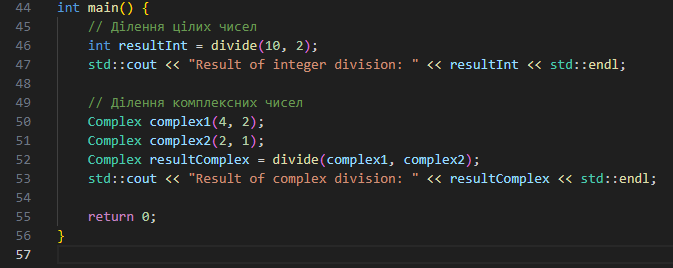 44 int main() {
45 // Ділення цілих чисел
46 int resultInt = divide(10, 2);
47 std::cout << "Result of integer division: " << resultInt << std::endl;
48
49 // Ділення комплексних чисел
50 Complex complex1(4, 2);
51 Complex complex2(2, 1);
52 Complex resultComplex = divide(complex1, complex2);
53 std::cout << "Result of complex division: " << resultComplex << std::endl;
54
55 return 0;
56 }
57